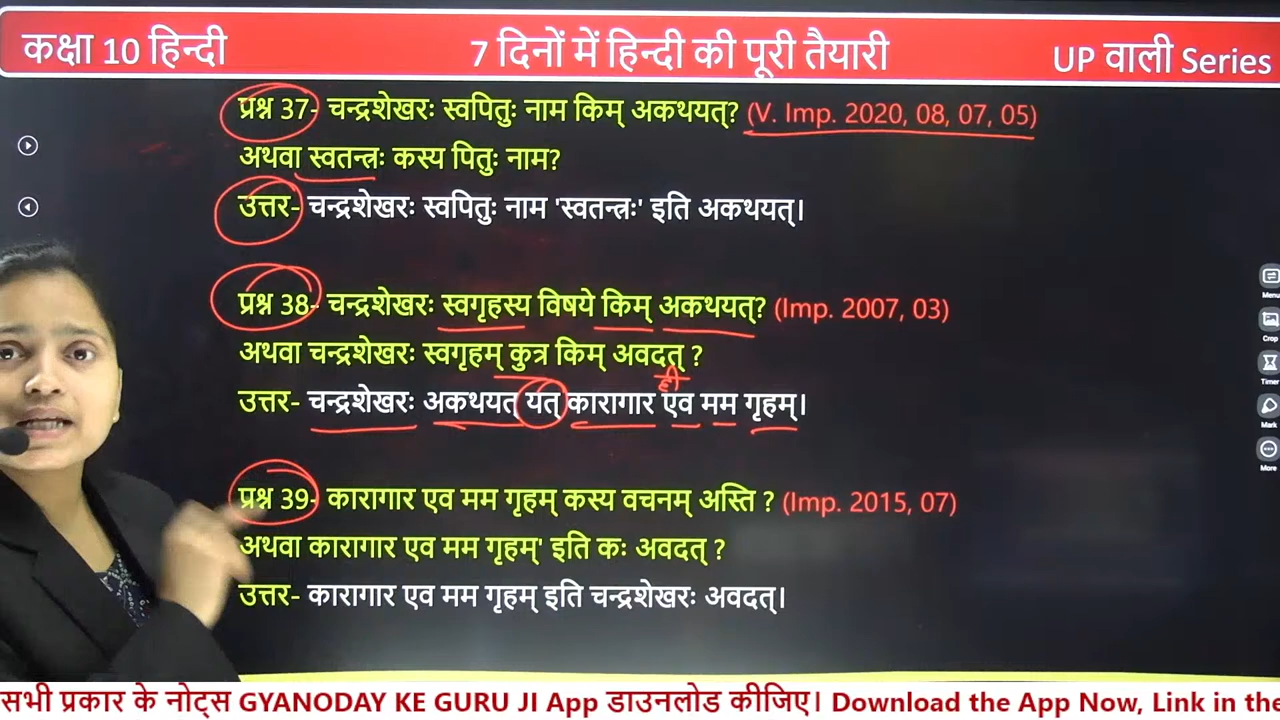 कक्षा 10 हिन्दी 7 दिनों में हिन्दी की पूरी तैयारी UP वाली Series
प्रश्न 37- चन्द्रशेखरः स्वपितुः नाम किम् अकथयत्? (V. Imp. 2020, 08, 07, 05)
अथवा स्वतन्त्रः कस्य पितुः नाम?
उत्तर- चन्द्रशेखरः स्वपितुः नाम 'स्वतन्त्रः' इति अकथयत्।
प्रश्न 38- चन्द्रशेखरः स्वगृहस्य विषये किम् अकथयत्? (Imp. 2007, 03)
अथवा चन्द्रशेखरः स्वगृहम् कुत्र किम् अवदत् ?
ही
उत्तर- चन्द्रशेखरः अकथयत् यत् कारागार एव मम गृहम्।
प्रश्न 39- कारागार एव मम गृहम् कस्य वचनम् अस्ति ? (Imp. 2015, 07)
अथवा कारागार एव मम गृहम्' इति कः अवदत् ?
उत्तर- कारागार एव मम गृहम् इति चन्द्रशेखरः अवदत्।
Menu
Crop
Timer
Mark
More
सभी प्रकार के नोट्स GYANODAY KE GURU JI App डाउनलोड कीजिए। Download the App Now, Link in the